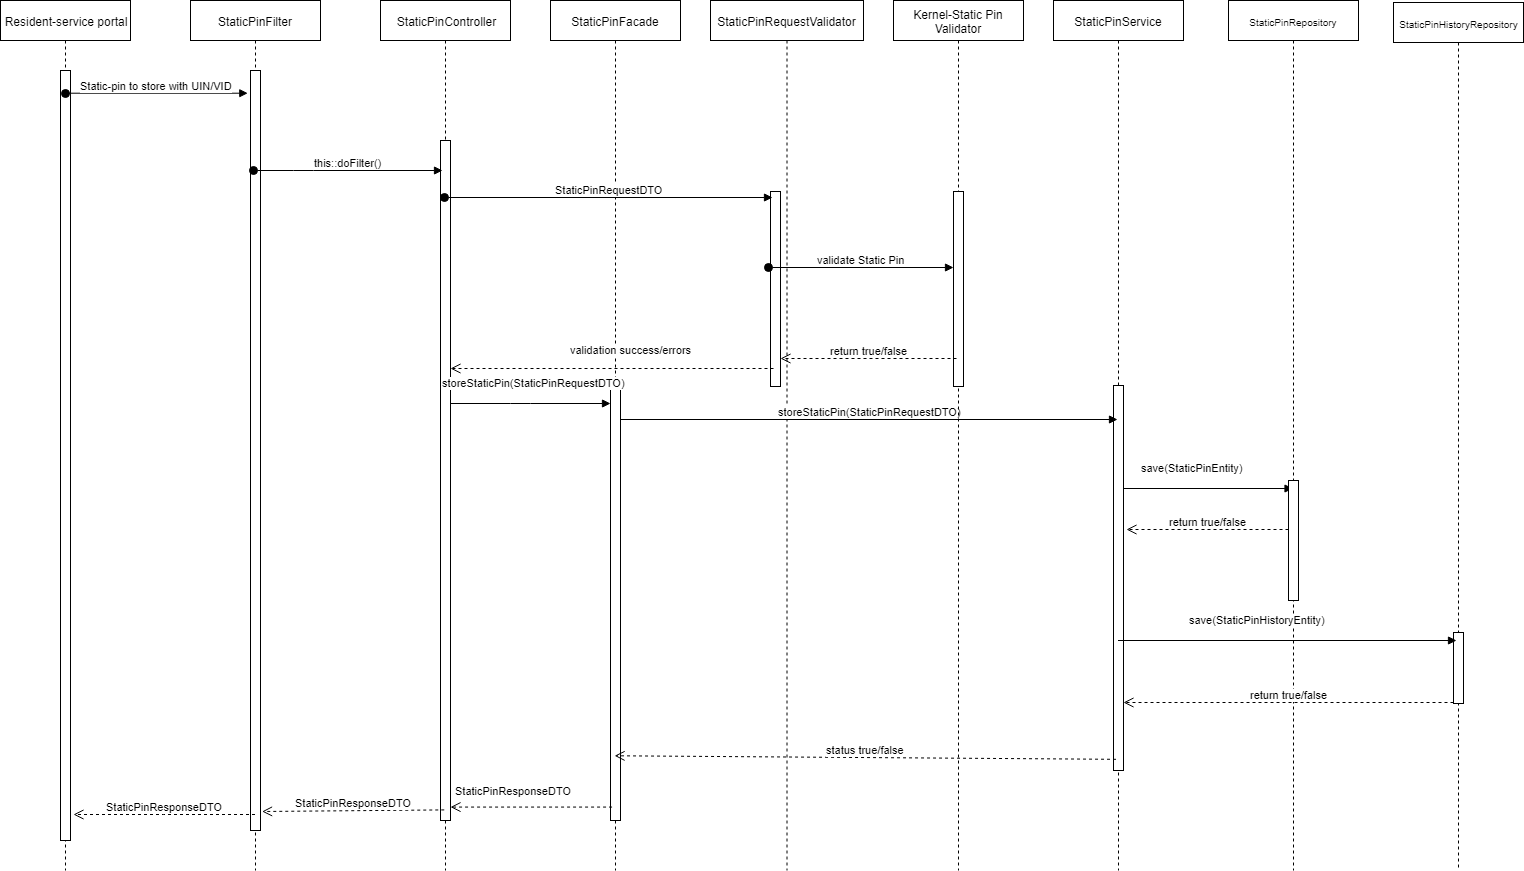 Resident-service portal
StaticPinFilter
StaticPinController
StaticPinFacade
StaticPinRequestValidator
Kernel-Static Pin
Validator
StaticPinService
StaticPinRepository
StaticPinHistoryRepository
Static-pin to store with UIN/VID
this::doFilter()
StaticPinRequestDTO
validate Static Pin
return true/false
validation success/errors
storeStaticPin(StaticPinRequestDTO)
storeStaticPin(StaticPinRequestDTO)
save(StaticPinEntity)
return true/false
save(StaticPinHistoryEntity)
return true/false
status true/false
StaticPinResponseDTO
StaticPinResponseDTO
StaticPinResponseDTO